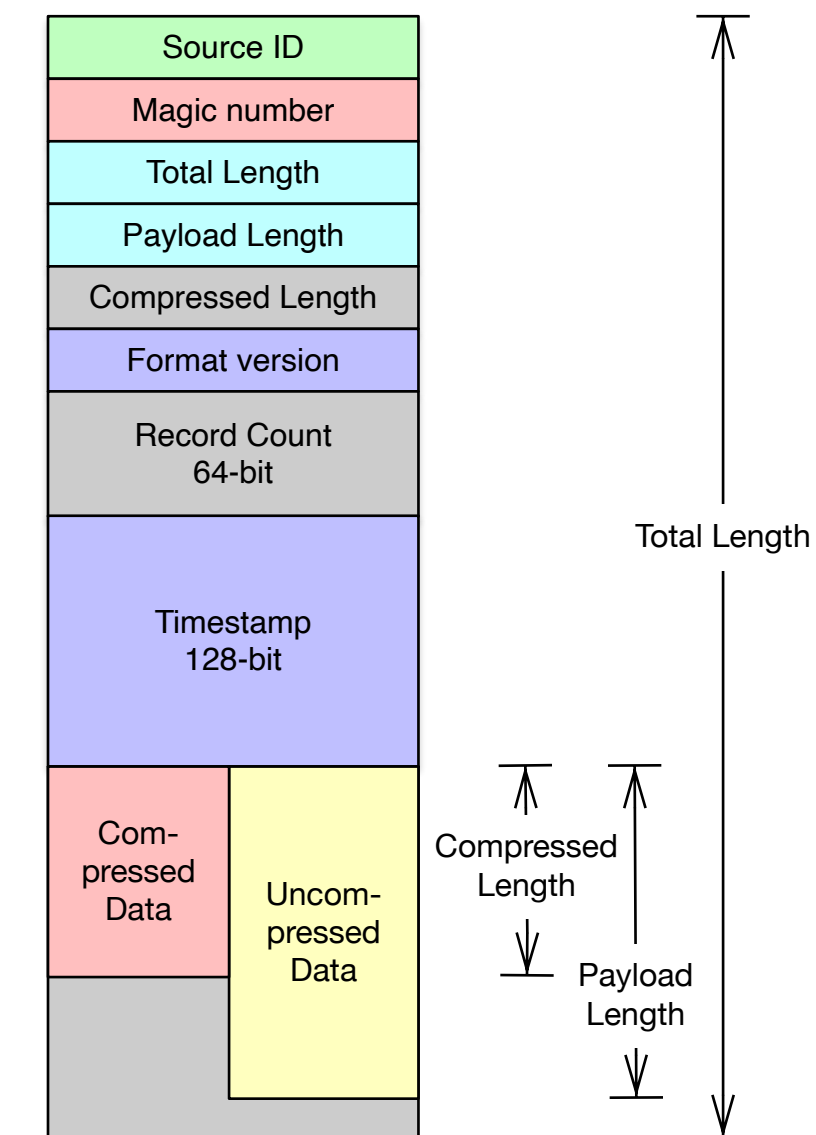 Source ID
Magic number
Total Length
Payload Length
Compressed Length
Format version
Record Count
64-bit
Timestamp
128-bit
Com-
pressed
Data
Uncom-
pressed
Data
Compressed
Length
Payload
Length
Total Length